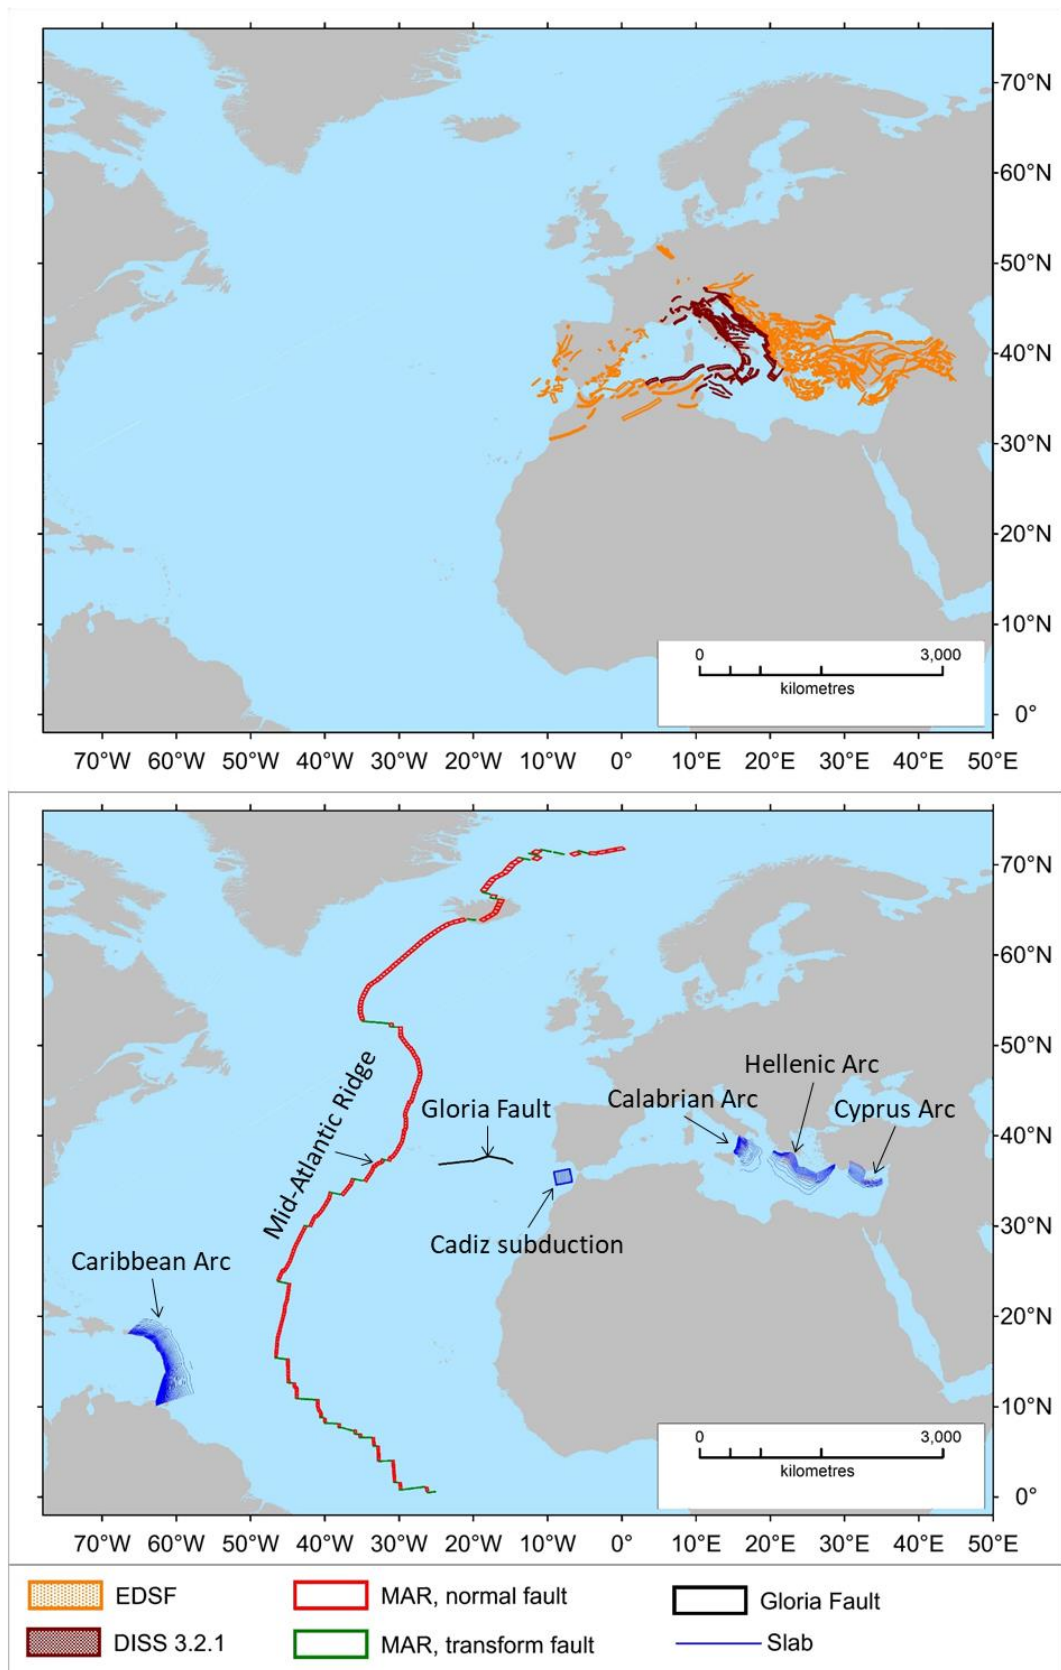 70°N
60°N
50°N
40°N
30°N
20°N
10°N
0 3,000
kilometres
0°
70°W 60°W 50°W 40°W 30°W 20°W 10°W 0° 10°E 20°E 30°E 40°E 50°E
70°N
60°N
50°N
Hellenic Arc
Calabrian Arc
Cyprus Arc
Gloria Fault
Mid-Atlantic Ridge
40°N
30°N
Cadiz subduction
Caribbean Arc
20°N
10°N
0 3,000
kilometres
0°
70°W 60°W 50°W 40°W 30°W 20°W 10°W 0° 10°E 20°E 30°E 40°E 50°E
EDSF MAR, normal fault Gloria Fault
DISS 3.2.1 MAR, transform fault Slab